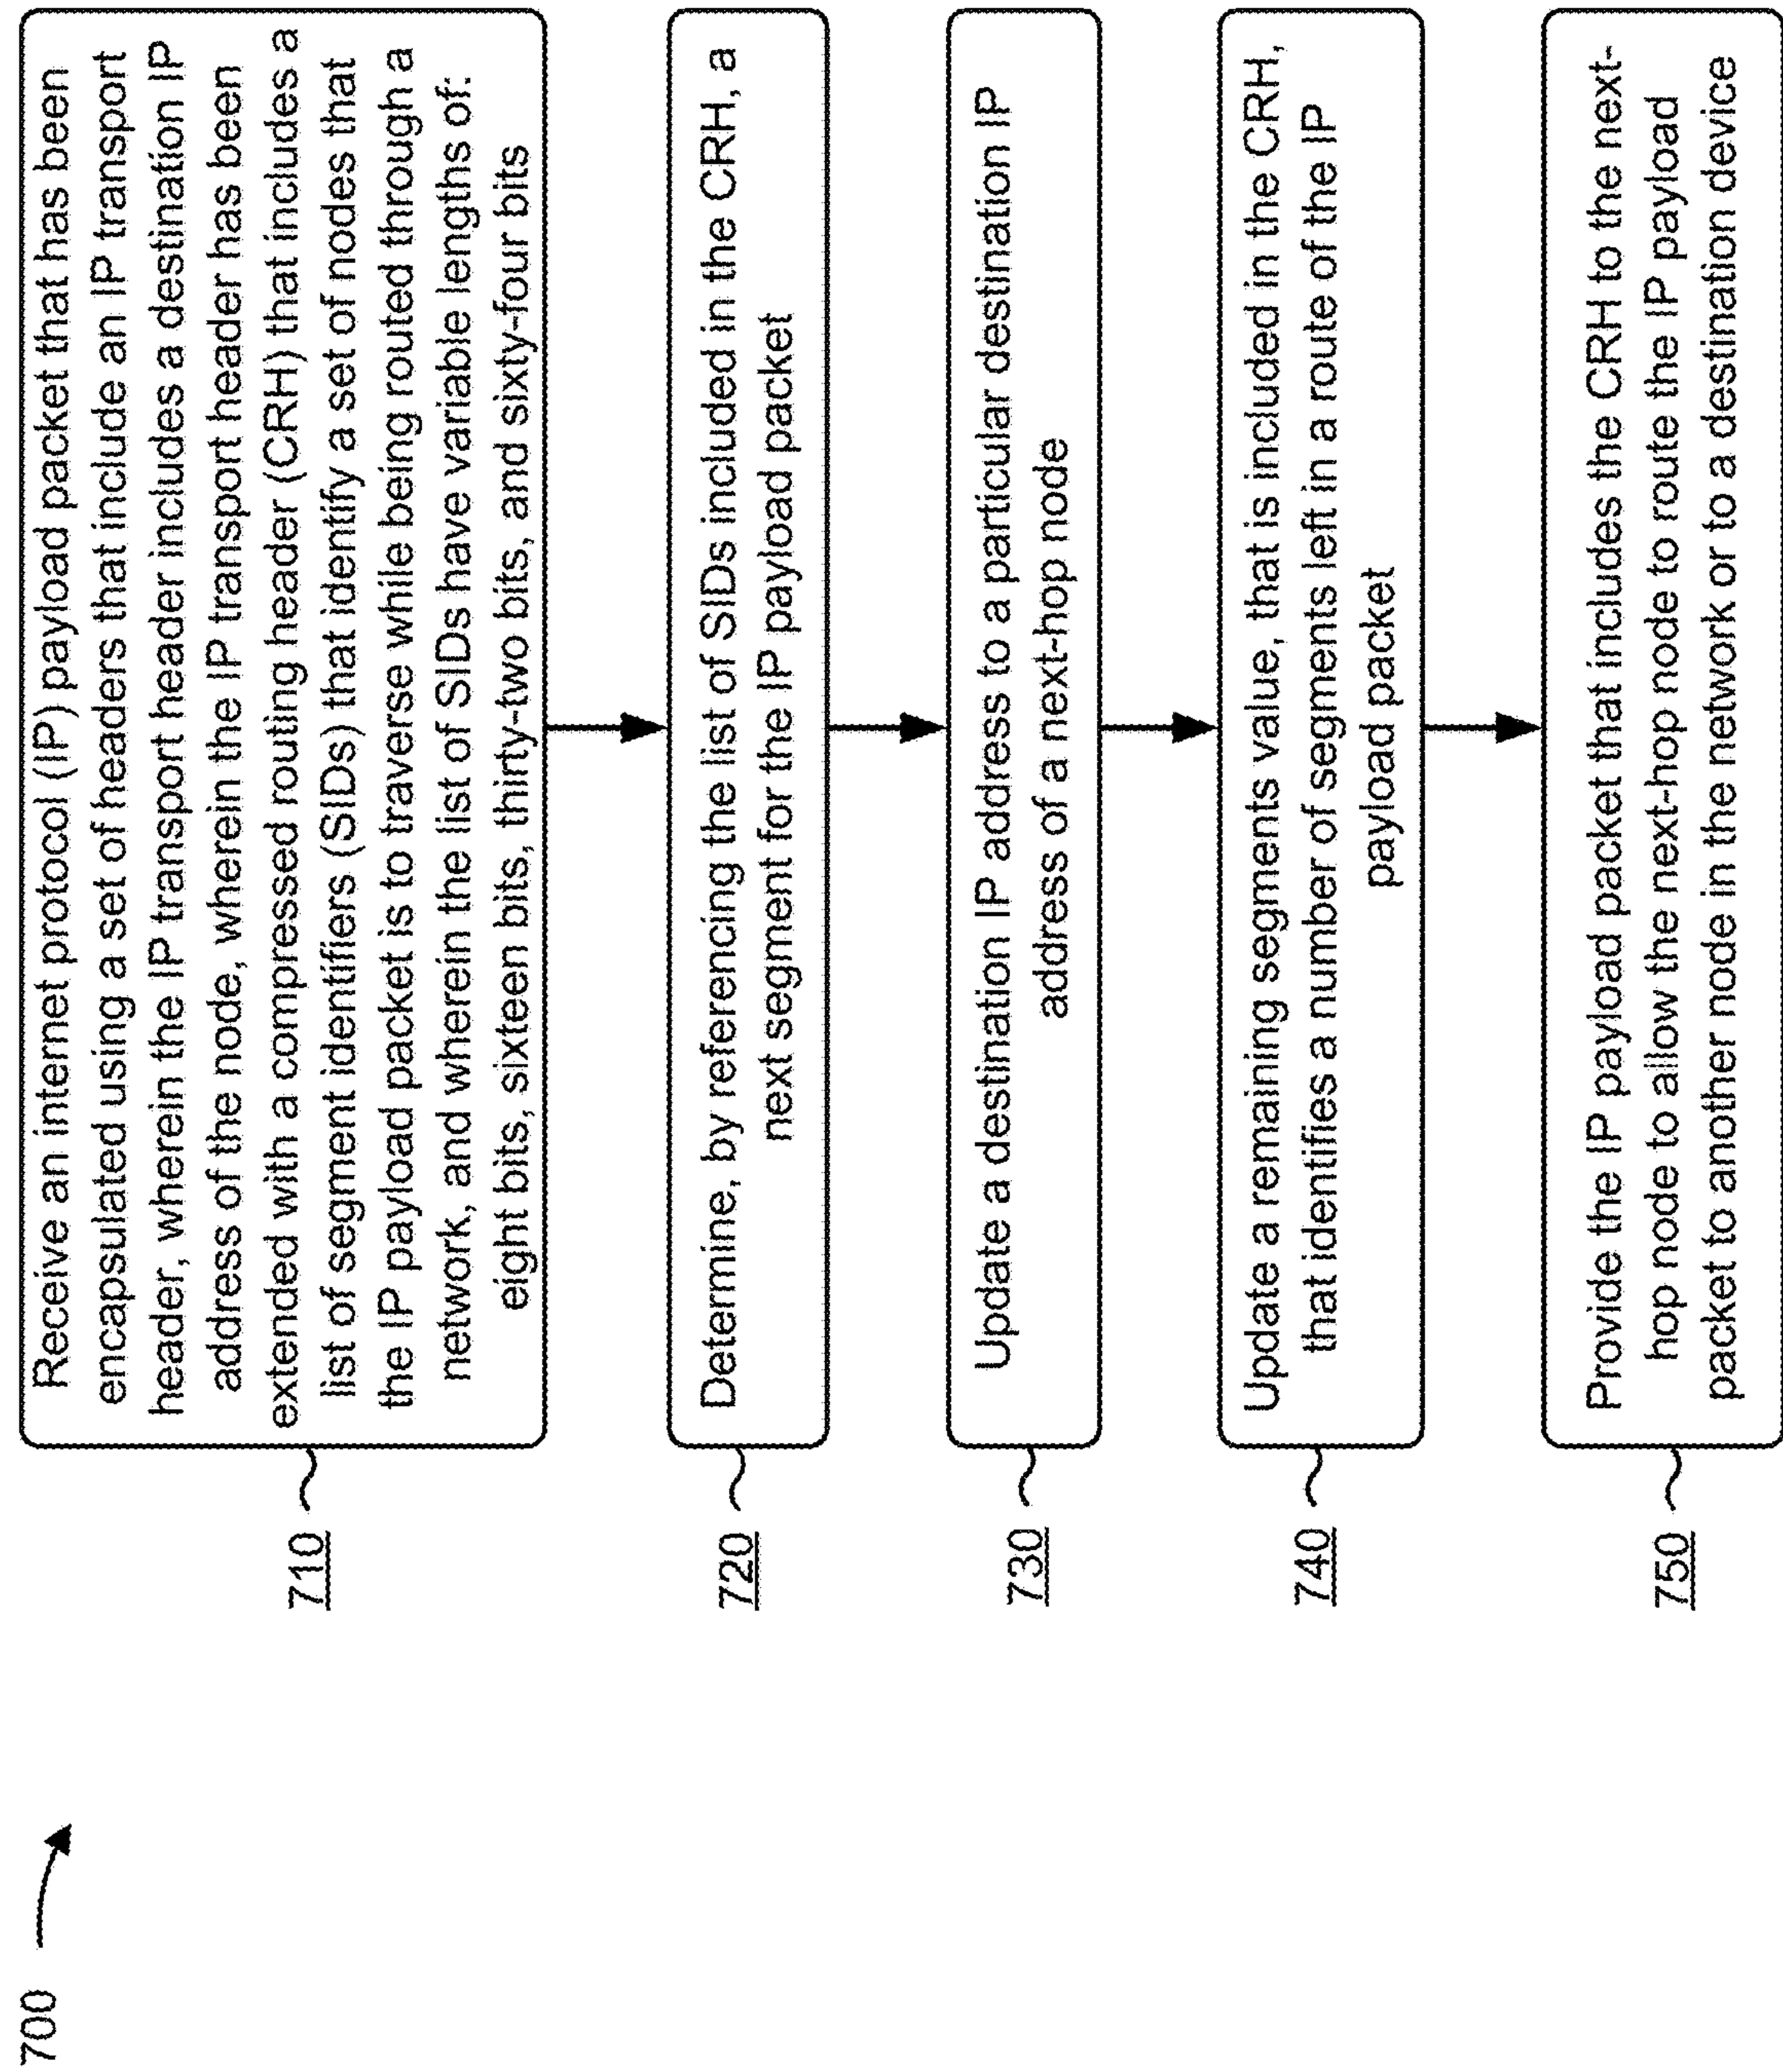 700
710
Receive an internet protocol (IP) payload packet that has been
encapsulated using a set of headers that include an IP transport
header, wherein the IP transport header includes a destination IP
address of the node, wherein the IP transport header has been
extended with a compressed routing header (CRH) that includes a
list of segment identifiers (SIDs) that identify a set of nodes that
the IP payload packet is to traverse while being routed through a
network, and wherein the list of SIDs have variable lengths of:
eight bits, sixteen bits, thirty-two bits, and sixty-four bits
720
Determine, by referencing the list of SIDs included in the CRH, a
next segment for the IP payload packet
730
Update a destination IP address to a particular destination IP
address of a next-hop node
740
Update a remaining segments value, that is included in the CRH,
that identifies a number of segments left in a route of the IP
payload packet
750
Provide the IP payload packet that includes the CRH to the next-
hop node to allow the next-hop node to route the IP payload
packet to another node in the network or to a destination device